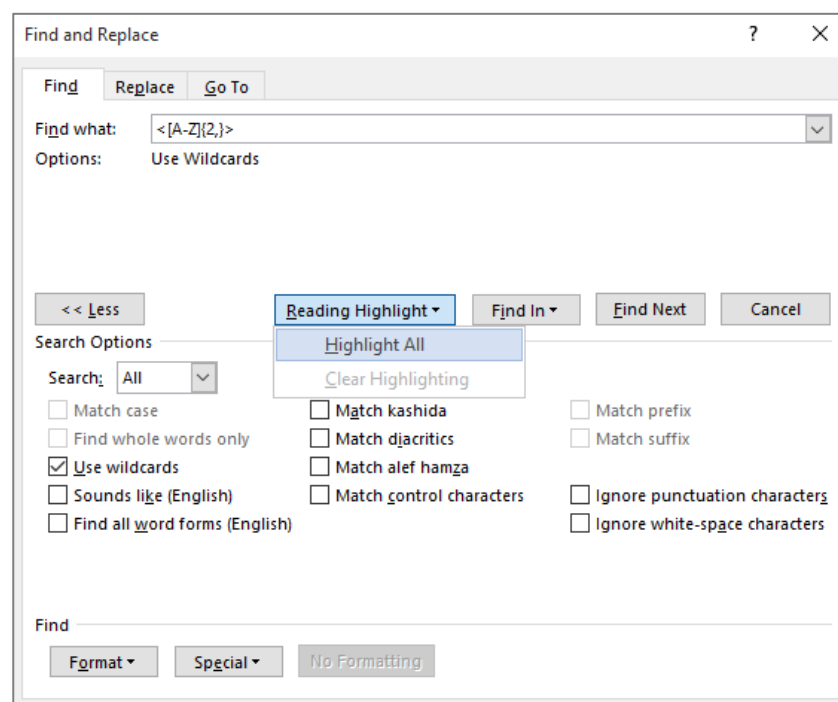 Find and Replace ?
Find Replace Go To
Find what: <[A-Z]{2,}>
Options: Use Wildcards
<< Less Reading Highlight Find In Find Next Cancel
Highlight All
Clear Highlighting
Search Options
Search: All
Match case Match kashida Match prefix
Find whole words only Match diacritics Match suffix
Use wildcards Match alef hamza
Sounds like (English) Match control characters Ignore punctuation characters
Find all word forms (English) Ignore white-space characters
Find
Format Special No Formatting